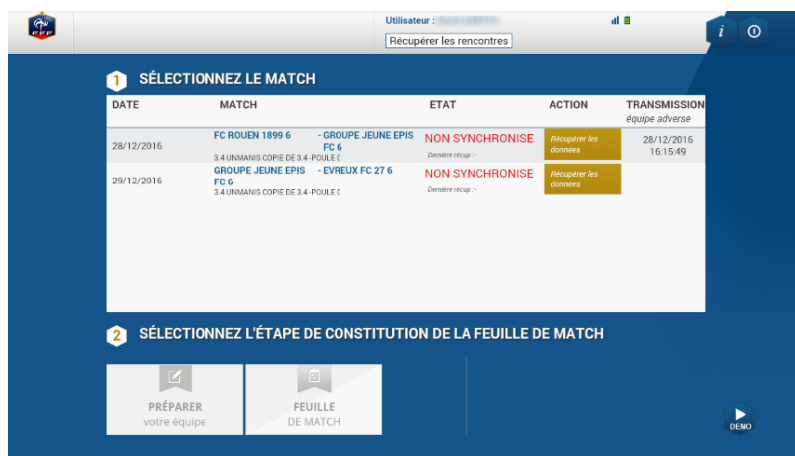 FFF
Utilisateur :
Récupérer les rencontres
i
1 SÉLECTIONNEZ LE MATCH
DATE MATCH ETAT ACTION TRANSMISSION
équipe adverse
28/12/2016 FC ROUEN 1899 6 - GROUPE JEUNE EPIS FC 6 NON SYNCHRONISE Récupérer les données 28/12/2016 16:15:49
3.4 UNMANIS COPIE DE 3.4 -POULE C Dernière récup :-
29/12/2016 GROUPE JEUNE EPIS FC 6 - EVREUX FC 27 6 NON SYNCHRONISE Récupérer les données
3.4 UNMANIS COPIE DE 3.4 -POULE C Dernière récup :-
2 SÉLECTIONNEZ L'ÉTAPE DE CONSTITUTION DE LA FEUILLE DE MATCH
PRÉPARER
votre équipe
FEUILLE
DE MATCH
DEMO